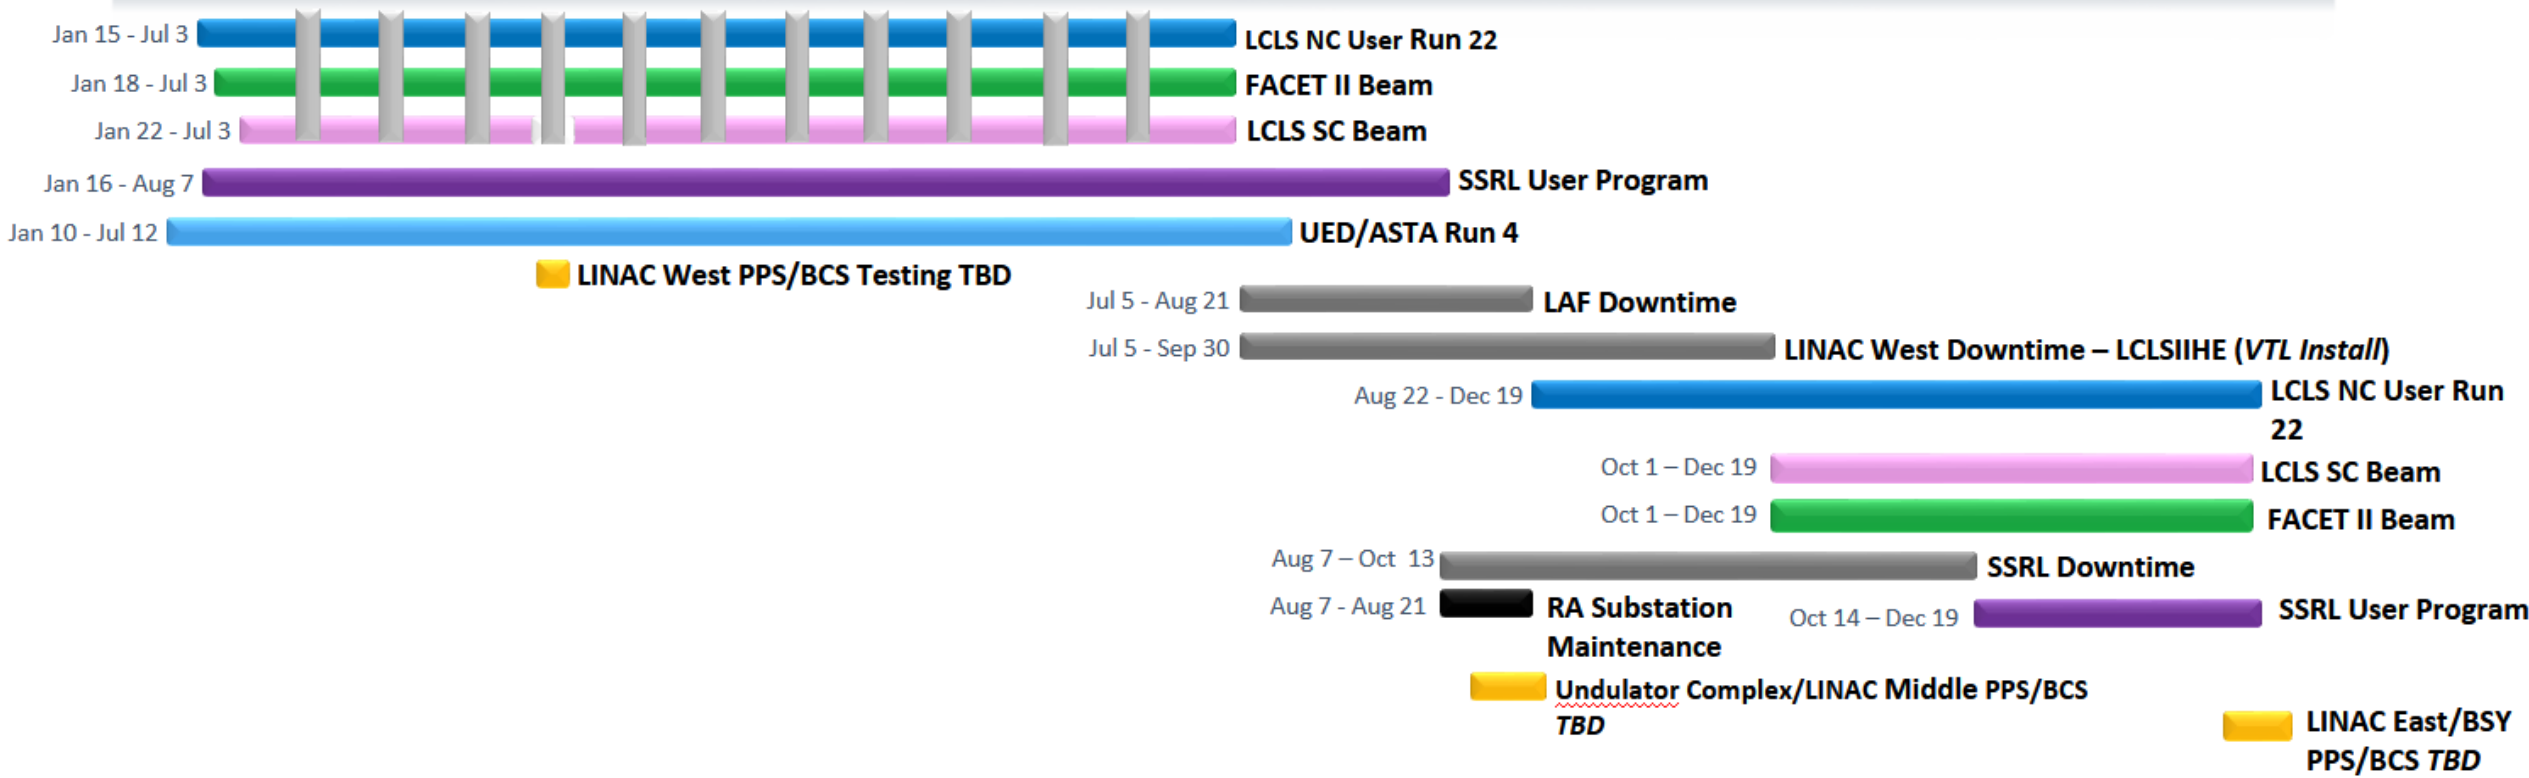 Jan 15 - Jul 3 LCLS NC User Run 22
Jan 18 - Jul 3 FACET II Beam
Jan 22 - Jul 3 LCLS SC Beam
Jan 16 - Aug 7 SSRL User Program
Jan 10 - Jul 12 UED/ASTA Run 4
LINAC West PPS/BCS Testing TBD
Jul 5 - Aug 21 LAF Downtime
Jul 5 - Sep 30 LINAC West Downtime – LCLSIIHE (VTL Install)
Aug 22 - Dec 19 LCLS NC User Run
22
Oct 1 – Dec 19 LCLS SC Beam
Oct 1 – Dec 19 FACET II Beam
Aug 7 – Oct  13 SSRL Downtime
Aug 7 - Aug 21 RA Substation
Maintenance
Oct 14 – Dec 19 SSRL User Program
Undulator Complex/LINAC Middle PPS/BCS
TBD
LINAC East/BSY
PPS/BCS TBD